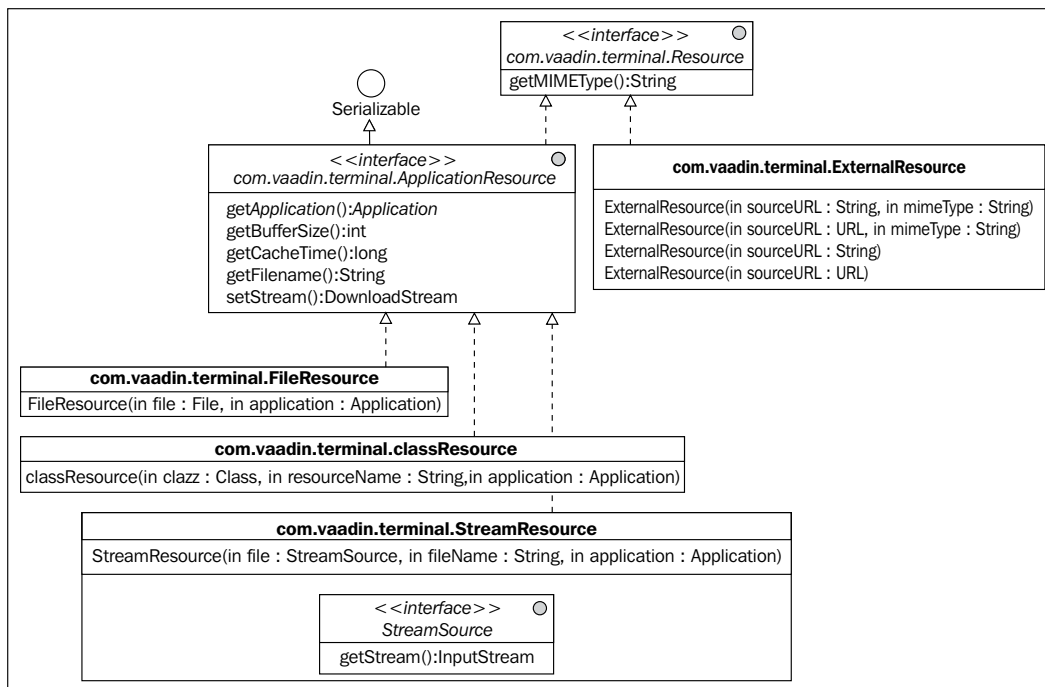 <<interface>>
com.vaadin.terminal.Resource
getMIMEType():String
Serializable
<<interface>>
com.vaadin.terminal.ApplicationResource
getApplication():Application
getBufferSize():int
getCacheTime():long
getFilename():String
setStream():DownloadStream
com.vaadin.terminal.ExternalResource
ExternalResource(in sourceURL : String, in mimeType : String)
ExternalResource(in sourceURL : URL, in mimeType : String)
ExternalResource(in sourceURL : String)
ExternalResource(in sourceURL : URL)
com.vaadin.terminal.FileResource
FileResource(in file : File, in application : Application)
com.vaadin.terminal.classResource
classResource(in clazz : Class, in resourceName : String,in application : Application)
com.vaadin.terminal.StreamResource
StreamResource(in file : StreamSource, in fileName : String, in application : Application)
<<interface>>
StreamSource
getStream():InputStream